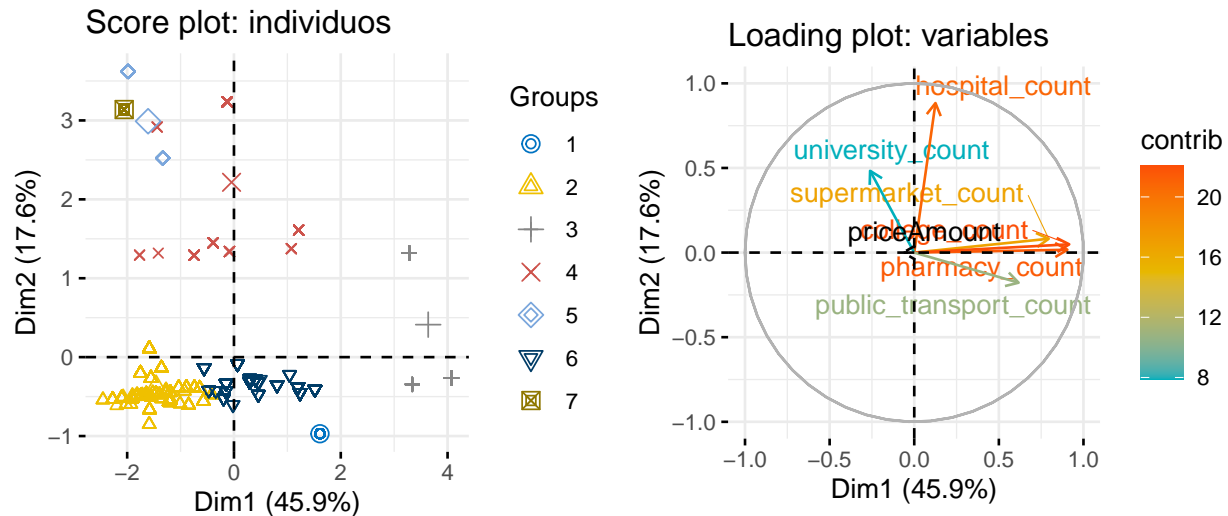 Score plot: individuos
3
2
1
0
−1
−2
0
2
4
Dim2 (17.6%)
Dim1 (45.9%)
Groups
1
2
3
4
5
6
7
Loading plot: variables
1.0
0.5
0.0
−0.5
−1.0
−1.0
−0.5
0.0
0.5
1.0
Dim2 (17.6%)
Dim1 (45.9%)
hospital_count
university_count
supermarket_count
priceAmount
college_count
pharmacy_count
public_transport_count
contrib
20
16
12
8